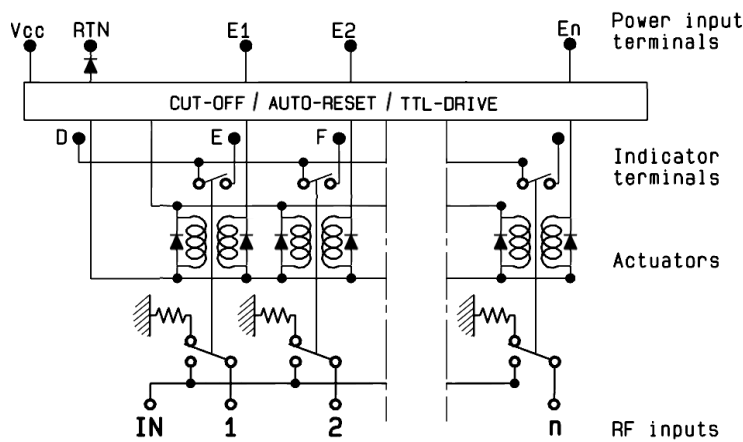 Vcc RTN E1 E2 En Power input
terminals
CUT-OFF / AUTO-RESET / TTL-DRIVE
D E F Indicator
terminals
Actuators
IN 1 2 n RF inputs